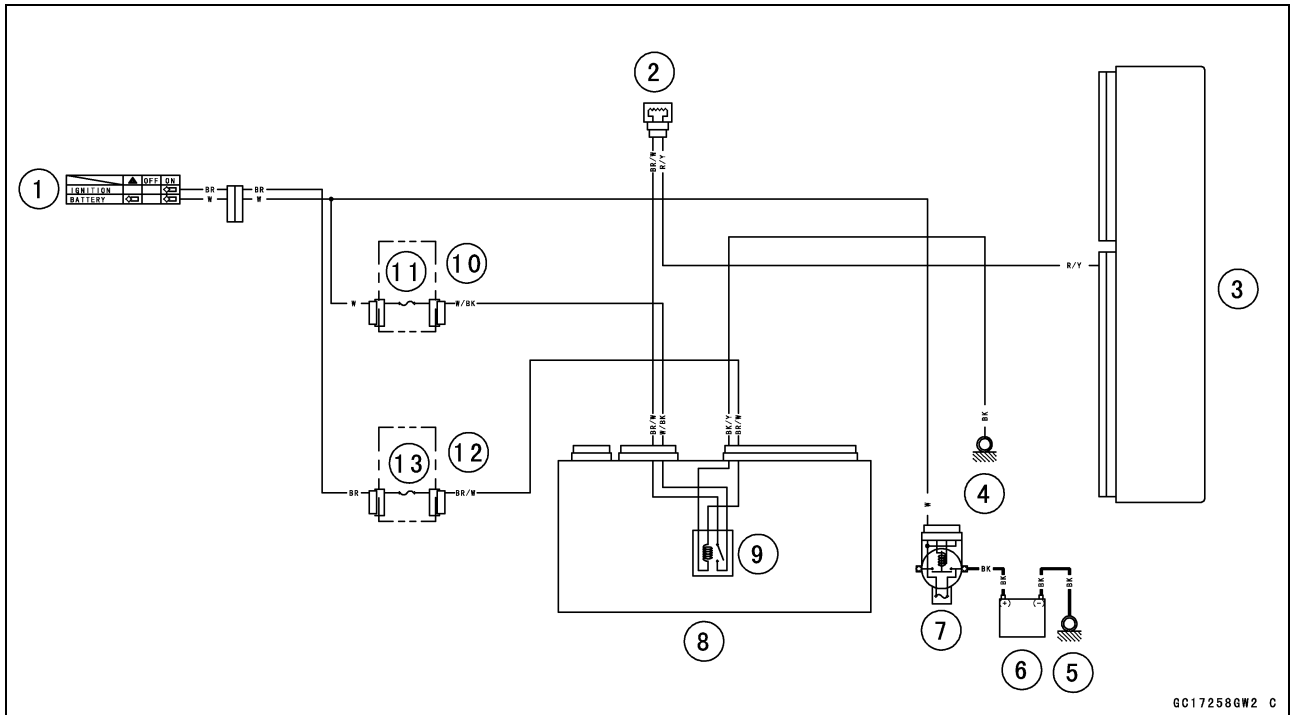 2
BR/W
R/Y
1
▲ OFF ON
IGNITION
BATTERY
BR
W
BR
W
11
10
W
W/BK
R/Y
3
BR/W
W/BK
BK/Y
BR/W
BK
4
13
12
BR
BR/W
W
9
BK
BK
BK
BK
(+)
(-)
7
8
6
5
GC17258GW2 C